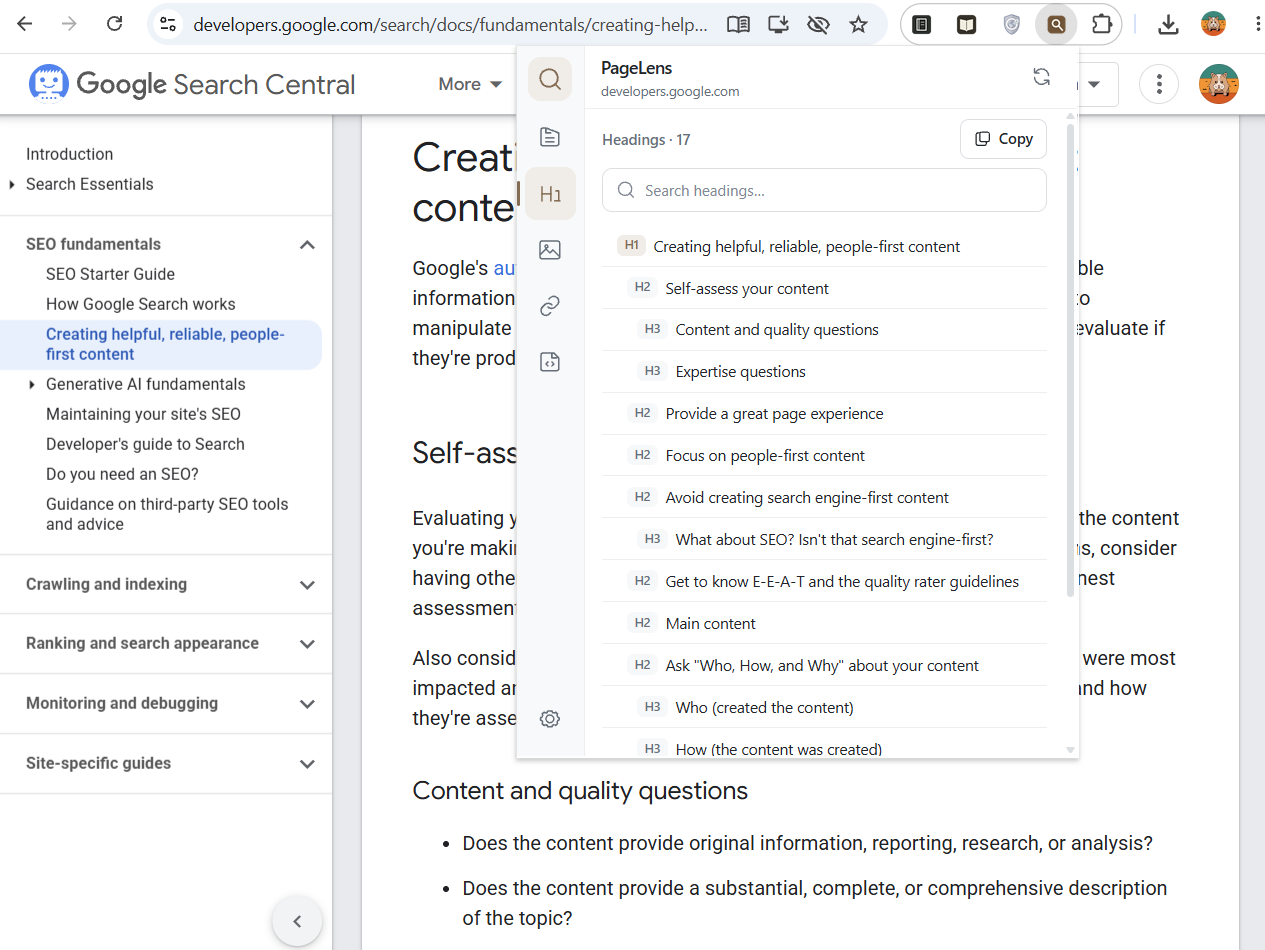 developers.google.com/search/docs/fundamentals/creating-help...
Google Search Central
More
PageLens
developers.google.com
Headings · 17
Copy
Search headings...
H1 Creating helpful, reliable, people-first content
H2 Self-assess your content
H3 Content and quality questions
H3 Expertise questions
H2 Provide a great page experience
H2 Focus on people-first content
H2 Avoid creating search engine-first content
H3 What about SEO? Isn't that search engine-first?
H2 Get to know E-E-A-T and the quality rater guidelines
H2 Main content
H2 Ask "Who, How, and Why" about your content
H3 Who (created the content)
H3 How (the content was created)
H1
Introduction
Search Essentials
SEO fundamentals
SEO Starter Guide
How Google Search works
Creating helpful, reliable, people-
first content
Generative AI fundamentals
Maintaining your site's SEO
Developer's guide to Search
Do you need an SEO?
Guidance on third-party SEO tools
and advice
Crawling and indexing
Ranking and search appearance
Monitoring and debugging
Site-specific guides
Creati
conte
Google's au ble
information to
manipulate evaluate if
they're prod
Self-ass
Evaluating y the content
you're makin s, consider
having othe nest
assessment
Also consid were most
impacted an and how
they're asse
Content and quality questions
• Does the content provide original information, reporting, research, or analysis?
• Does the content provide a substantial, complete, or comprehensive description
of the topic?